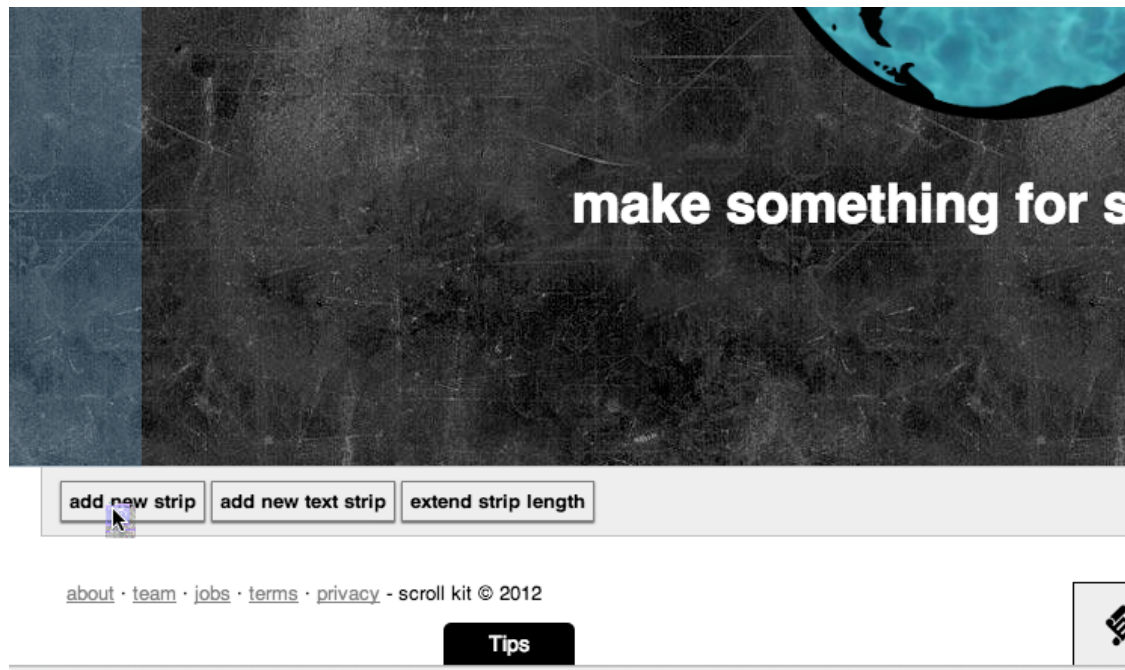 make something for s
add new strip add new text strip extend strip length
about · team · jobs · terms · privacy - scroll kit © 2012
Tips